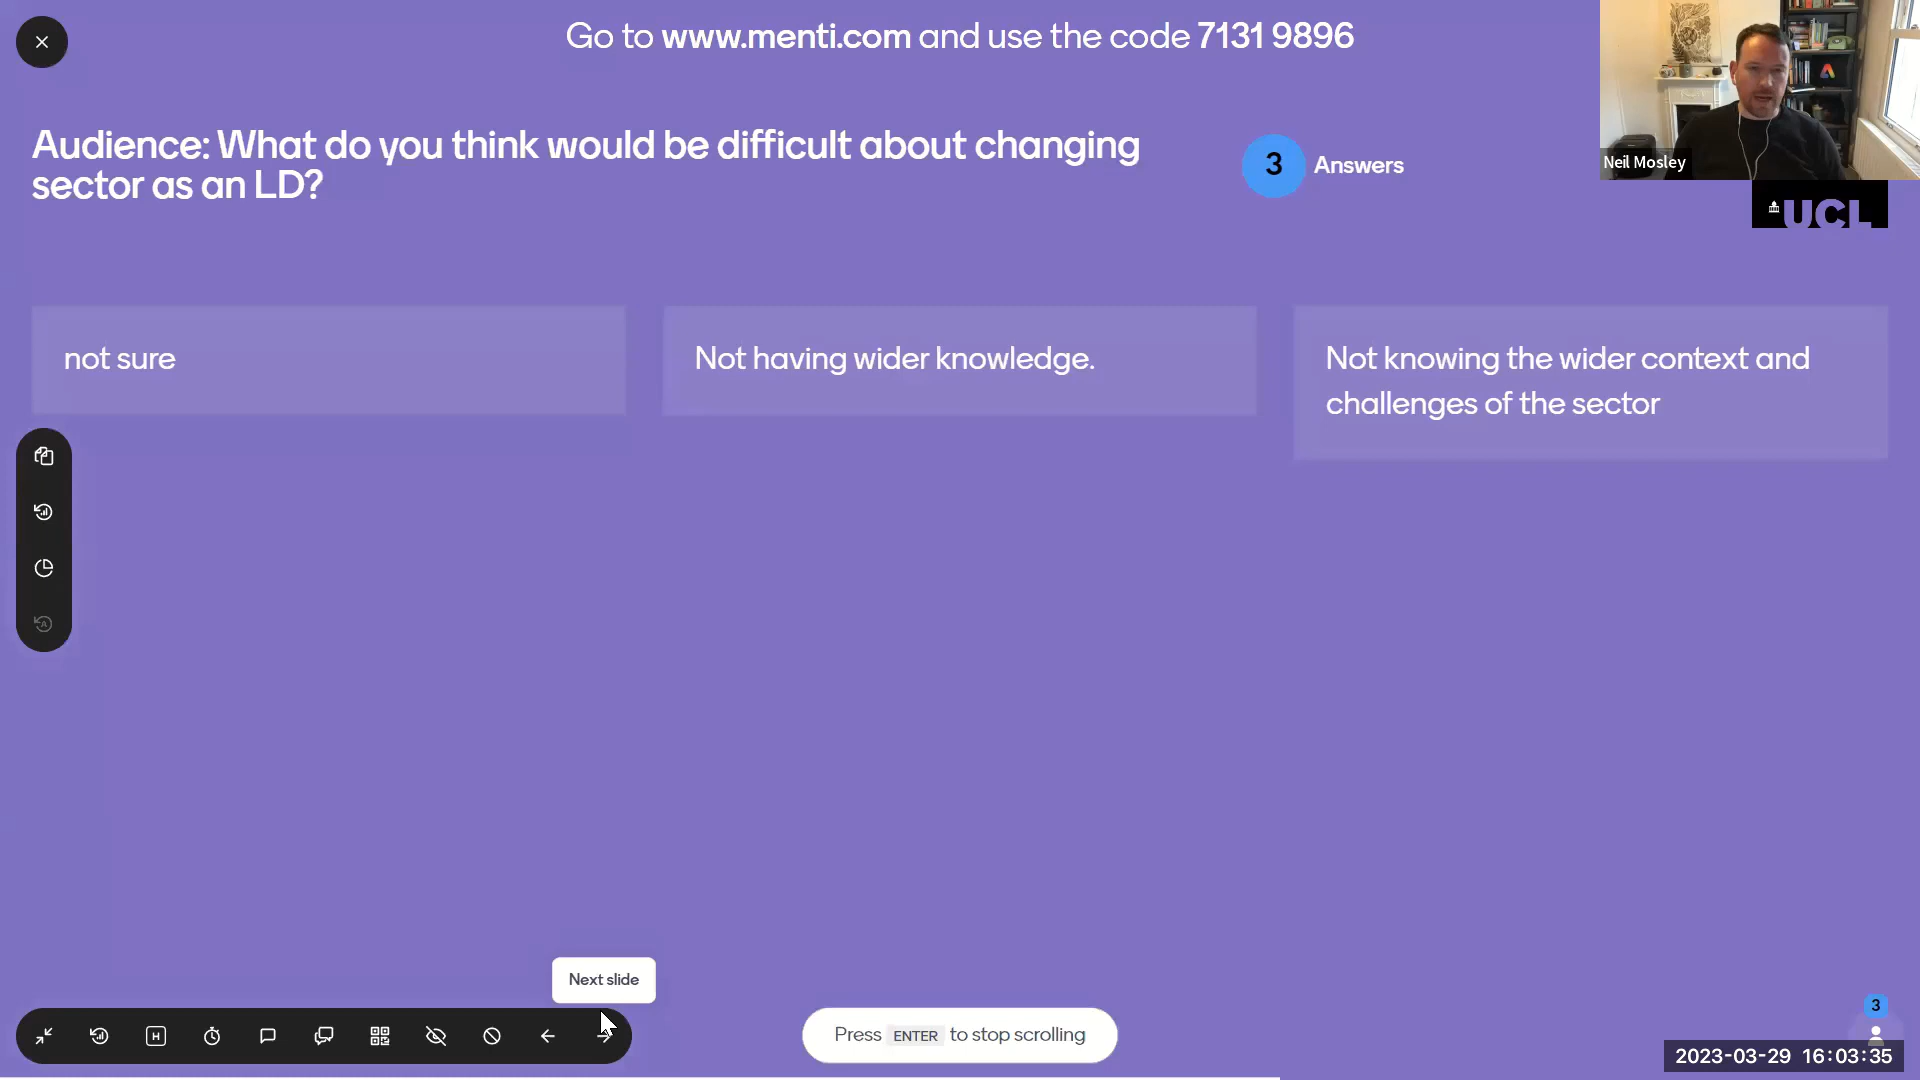 Go to www.menti.com and use the code 7131 9896
Neil Mosley
Audience: What do you think would be difficult about changing
sector as an LD?
3 Answers
UCL
not sure
Not having wider knowledge.
Not knowing the wider context and
challenges of the sector
Next slide
H
Press ENTER to stop scrolling
3
2023-03-29 16:03:35